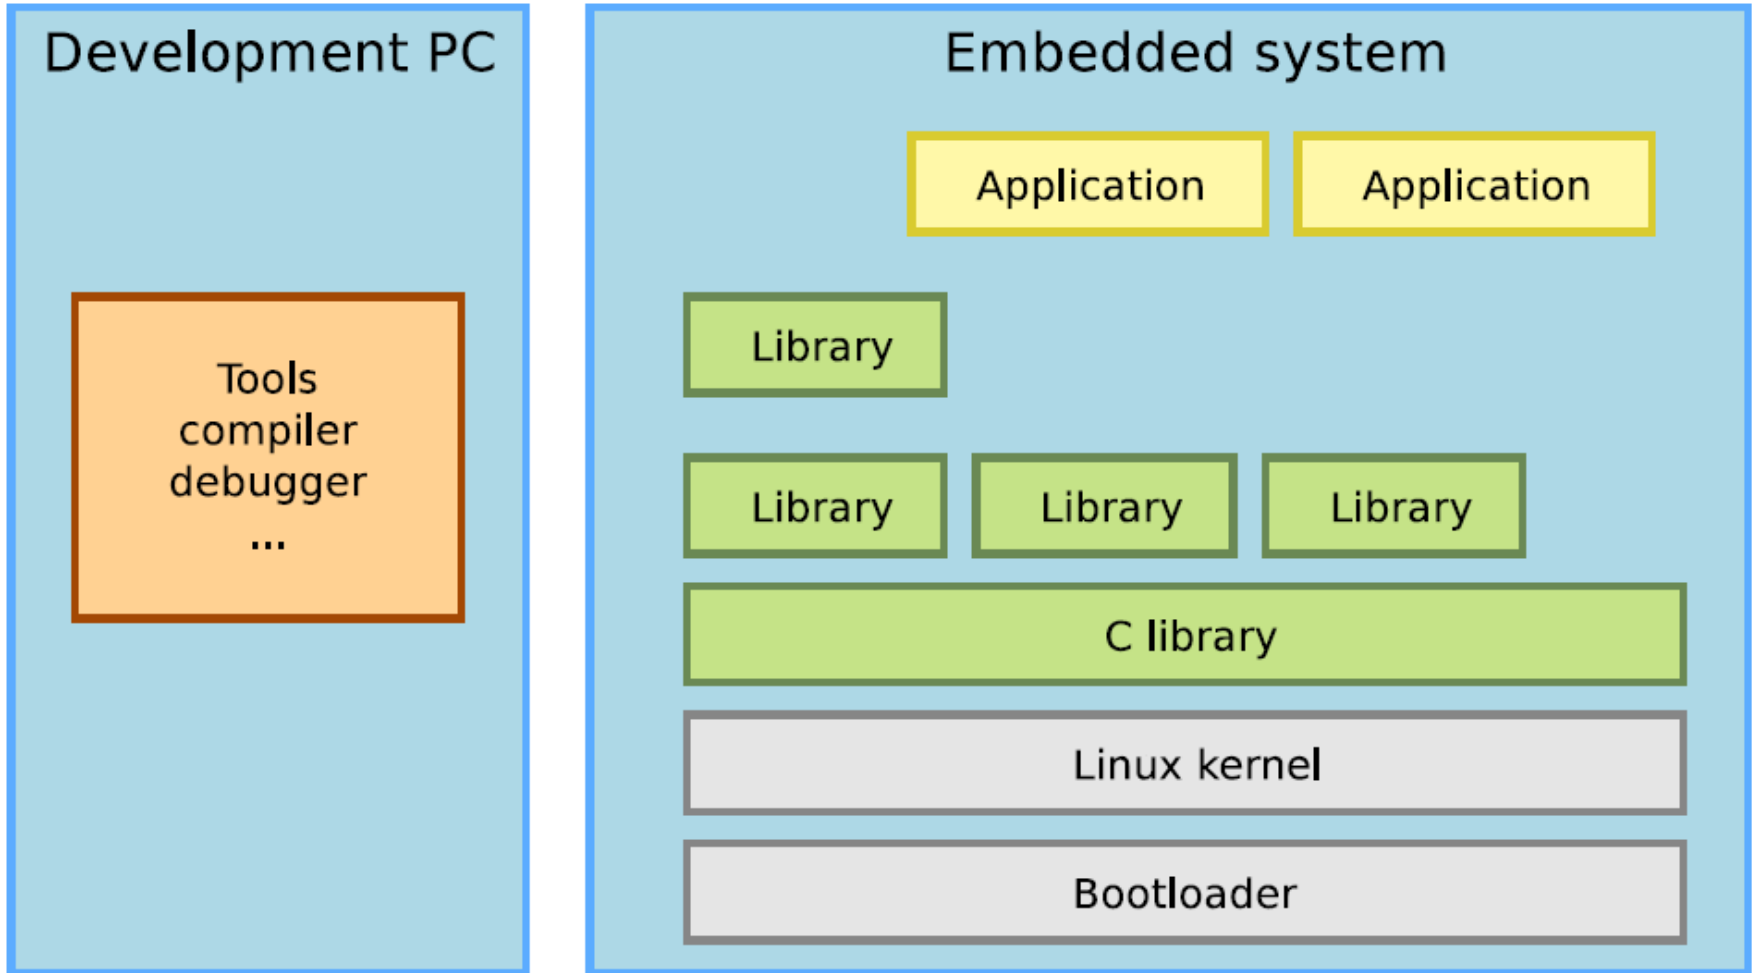 Development PC
Tools
compiler
debugger
...
Embedded system
Application
Application
Library
Library
Library
Library
C library
Linux kernel
Bootloader